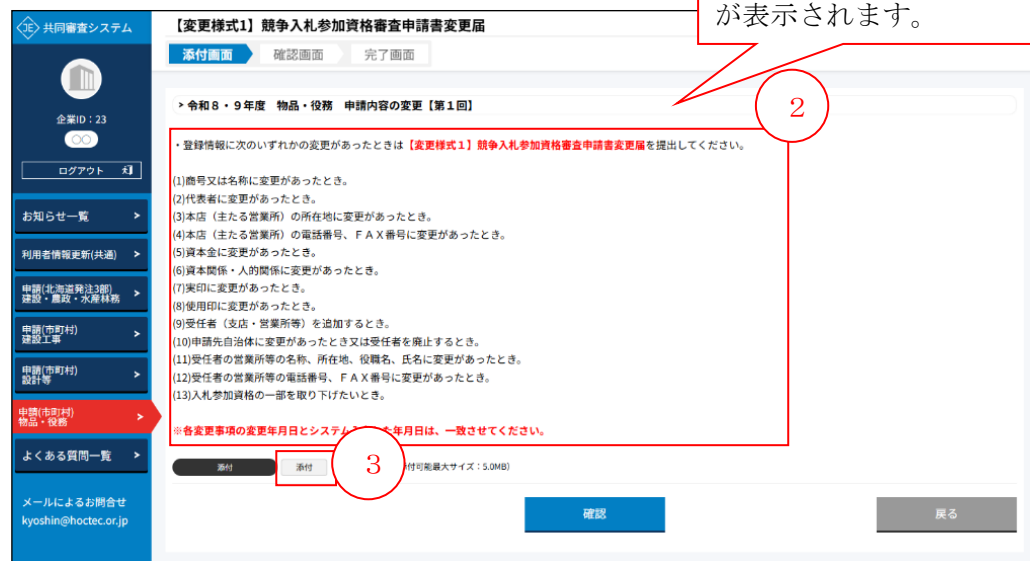 が表示されます。
JE 共同審査システム
企業ID：23
○○
ログアウト
お知らせ一覧 >
利用者情報更新(共通) >
申請(北海道発注3部)
建設・農政・水産林務 >
申請(市町村)
建設工事 >
申請(市町村)
設計等 >
申請(市町村)
物品・役務 >
よくある質問一覧 >
メールによるお問合せ
kyoshin@hoctec.or.jp
【変更様式1】競争入札参加資格審査申請書変更届
添付画面 確認画面 完了画面
> 令和８・９年度 物品・役務 申請内容の変更【第１回】
2
・登録情報に次のいずれかの変更があったときは【変更様式１】競争入札参加資格審査申請書変更届を提出してください。
(1)商号又は名称に変更があったとき。
(2)代表者に変更があったとき。
(3)本店（主たる営業所）の所在地に変更があったとき。
(4)本店（主たる営業所）の電話番号、ＦＡＸ番号に変更があったとき。
(5)資本金に変更があったとき。
(6)資本関係・人的関係に変更があったとき。
(7)実印に変更があったとき。
(8)使用印に変更があったとき。
(9)受任者（支店・営業所等）を追加するとき。
(10)申請先自治体に変更があったとき又は受任者を廃止するとき。
(11)受任者の営業所等の名称、所在地、役職名、氏名に変更があったとき。
(12)受任者の営業所等の電話番号、ＦＡＸ番号に変更があったとき。
(13)入札参加資格の一部を取り下げたいとき。
※各変更事項の変更年月日とシステム た年月日は、一致させてください。
添付 添付 3 付可能最大サイズ：5.0MB)
確認 戻る